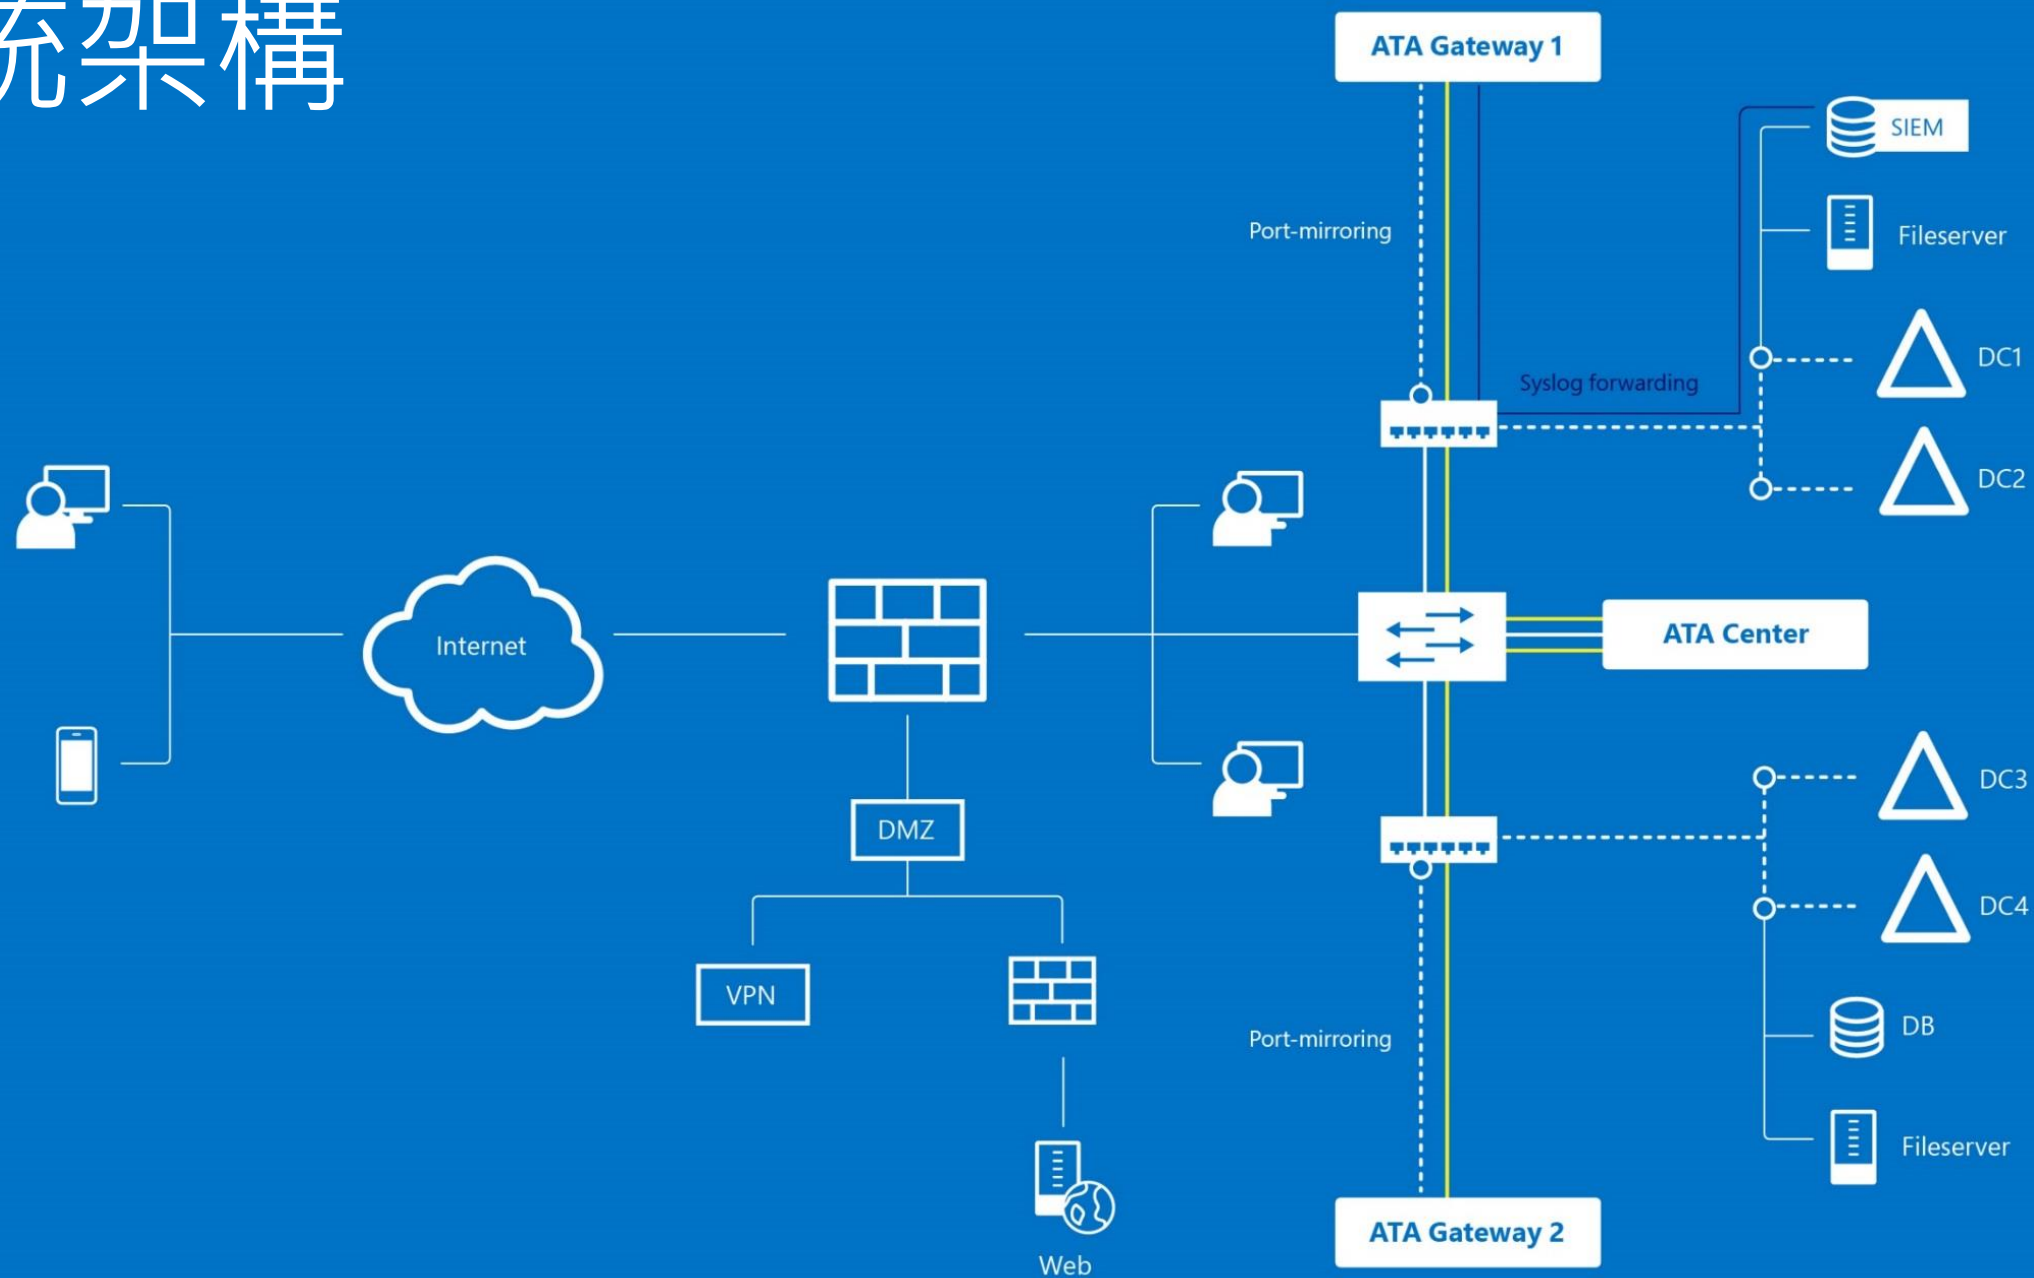 統架構
ATA Gateway 1
SIEM
Port-mirroring
Fileserver
DC1
Syslog forwarding
DC2
Internet
ATA Center
DC3
DMZ
DC4
VPN
DB
Port-mirroring
Fileserver
ATA Gateway 2
Web